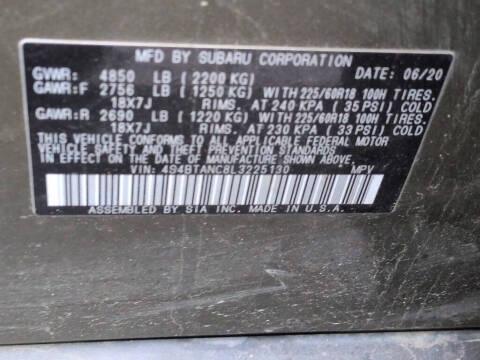 MFD BY SUBARU CORPORATION
GVWR: 4850 LB (2200 KG) DATE: 06/20
GAWR:F 2756 LB (1250 KG) WITH 225/60R18 100H TIRES,
18X7J RIMS, AT 240 KPA (35 PSI) COLD
GAWR:R 2690 LB (1220 KG) WITH 225/60R18 100H TIRES,
18X7J RIMS, AT 230 KPA (33 PSI) COLD
THIS VEHICLE CONFORMS TO ALL APPLICABLE FEDERAL MOTOR
VEHICLE SAFETY AND THEFT PREVENTION STANDARDS IN
EFFECT ON THE DATE OF MANUFACTURE SHOWN ABOVE.
VIN: 4S4BTANC8L3225130 MPV
ASSEMBLED BY SIA INC. MADE IN U.S.A.